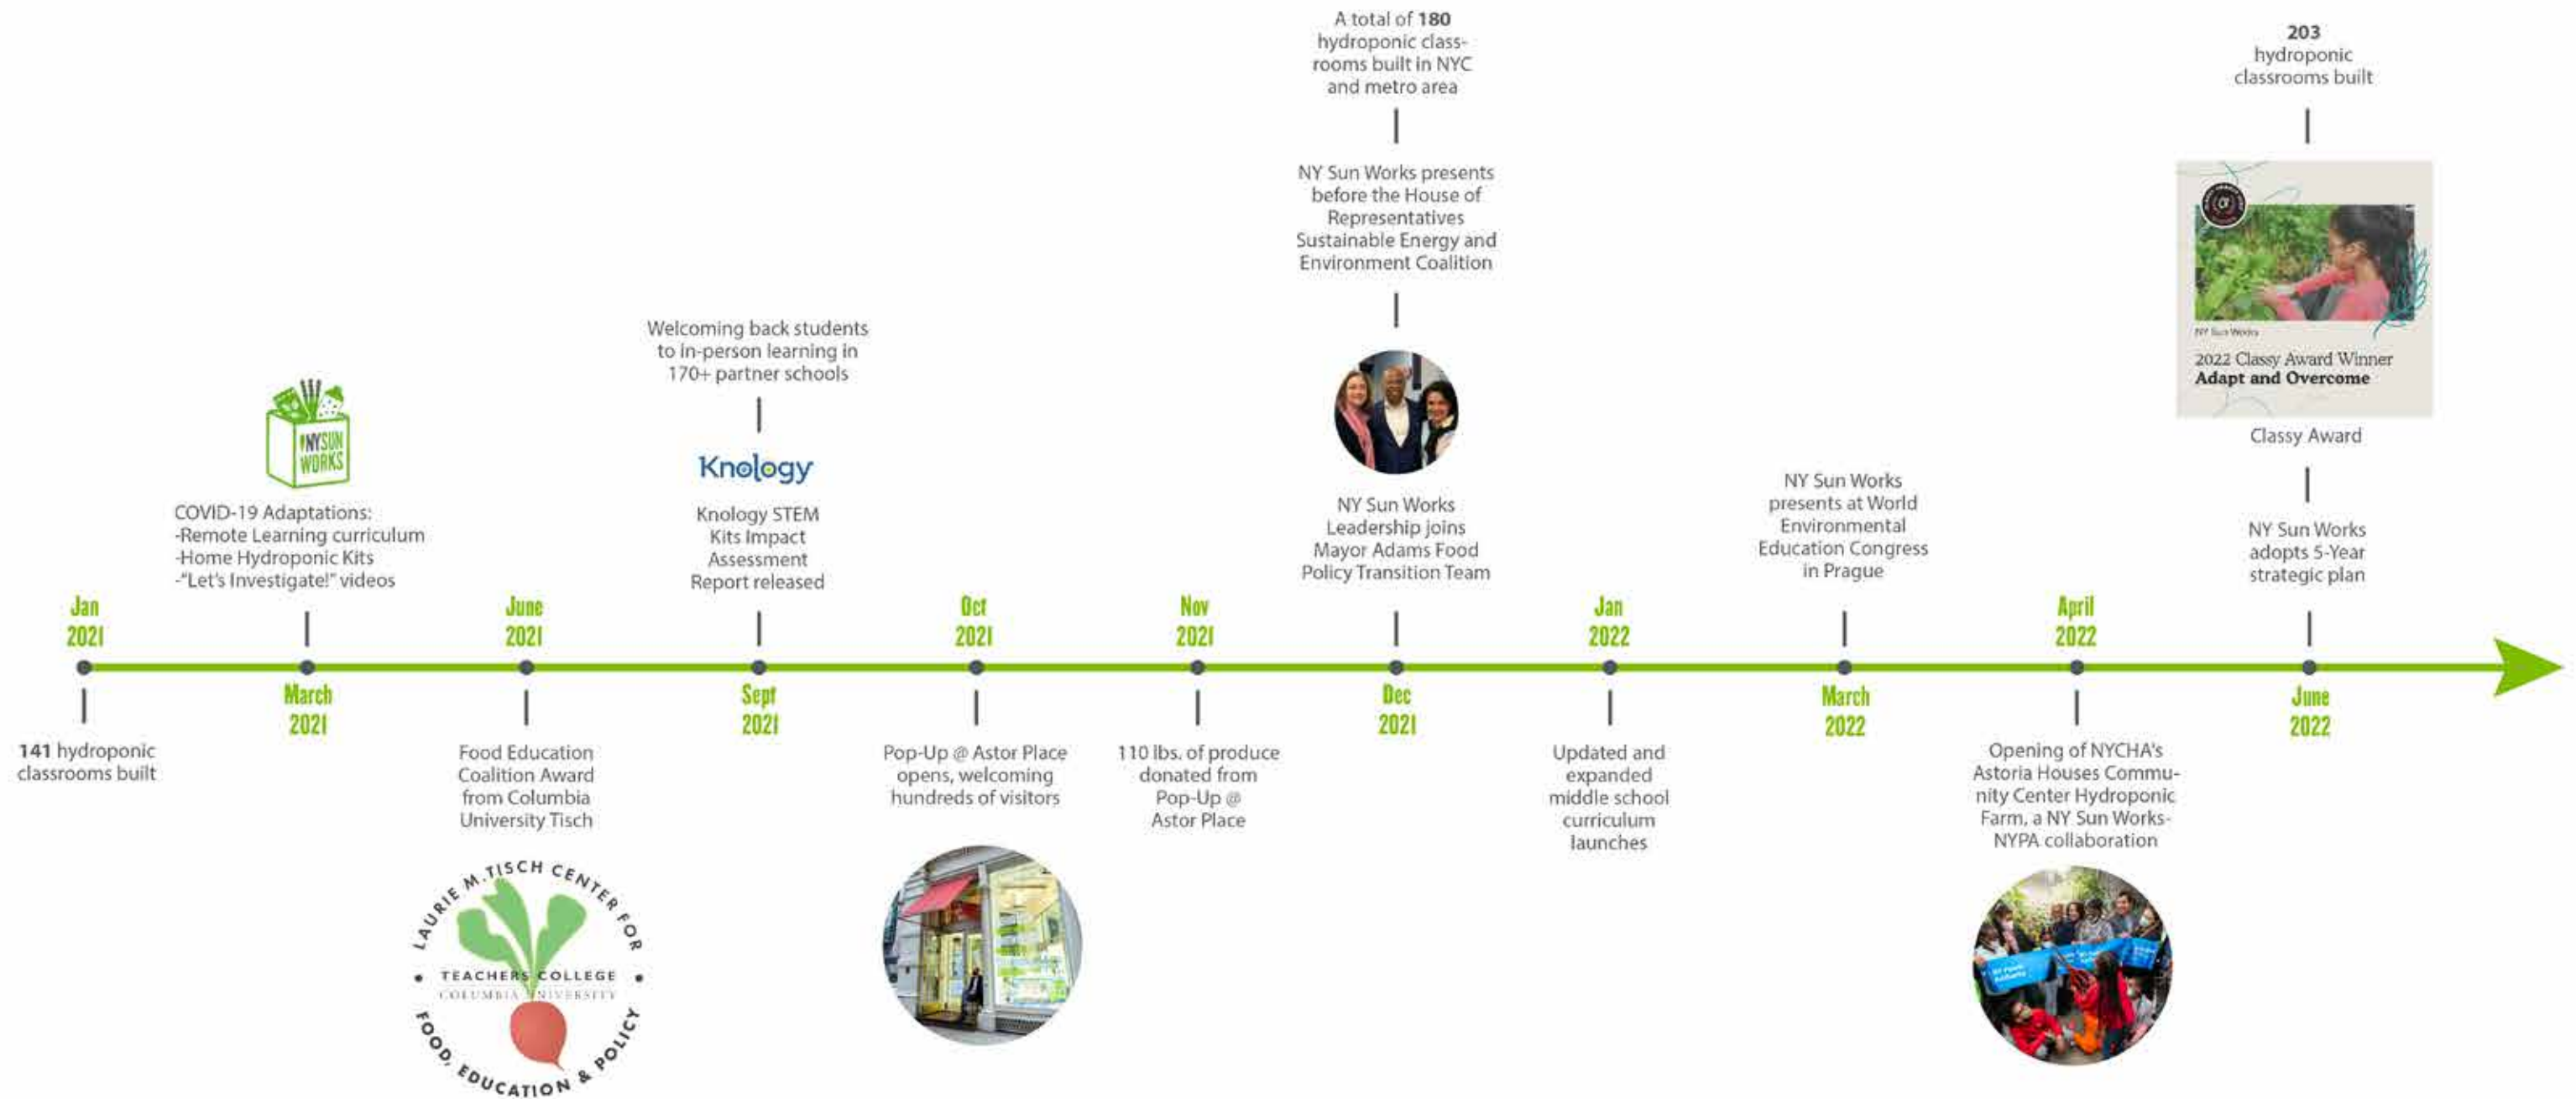 Jan
2021
141 hydroponic
classrooms built
NYSUN
WORKS
COVID-19 Adaptations:
-Remote Learning curriculum
-Home Hydroponic Kits
-"Let's Investigate!" videos
March
2021
June
2021
Food Education
Coalition Award
from Columbia
University Tisch
LAURIE M. TISCH CENTER FOR
TEACHERS COLLEGE
COLUMBIA UNIVERSITY
FOOD, EDUCATION & POLICY
Welcoming back students
to in-person learning in
170+ partner schools
Knology
Knology STEM
Kits Impact
Assessment
Report released
Sept
2021
Oct
2021
Pop-Up @ Astor Place
opens, welcoming
hundreds of visitors
Nov
2021
110 lbs. of produce
donated from
Pop-Up @
Astor Place
A total of 180
hydroponic class-
rooms built in NYC
and metro area
NY Sun Works presents
before the House of
Representatives
Sustainable Energy and
Environment Coalition
NY Sun Works
Leadership joins
Mayor Adams Food
Policy Transition Team
Dec
2021
Jan
2022
Updated and
expanded
middle school
curriculum
launches
NY Sun Works
presents at World
Environmental
Education Congress
in Prague
March
2022
April
2022
Opening of NYCHA's
Astoria Houses Commu-
nity Center Hydroponic
Farm, a NY Sun Works-
NYPA collaboration
203
hydroponic
classrooms built
NY Sun Works
2022 Classy Award Winner
Adapt and Overcome
Classy Award
NY Sun Works
adopts 5-Year
strategic plan
June
2022